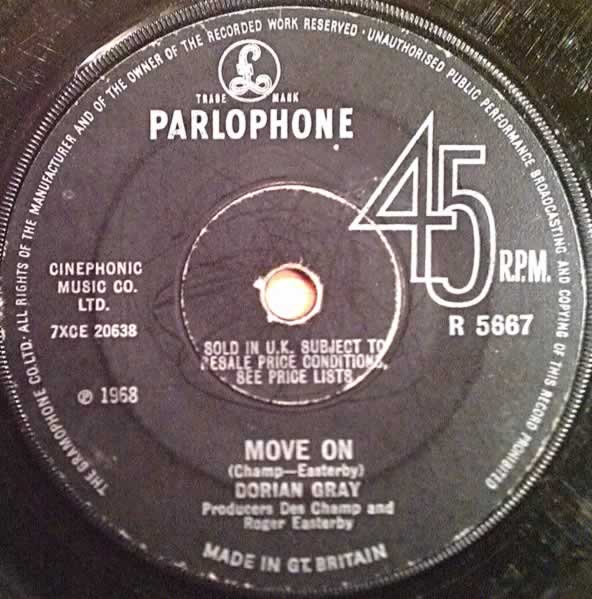 THE GRAMOPHONE CO. LTD. ALL RIGHTS OF THE MANUFACTURER AND OF THE OWNER OF THE RECORDED WORK RESERVED · UNAUTHORISED PUBLIC PERFORMANCE BROADCASTING AND COPYING OF THIS RECORD PROHIBITED
£
TRADE MARK
PARLOPHONE
45
R.P.M.
R 5667
CINEPHONIC
MUSIC CO.
LTD.
7XCE 20638
℗ 1968
SOLD IN U.K. SUBJECT TO
RESALE PRICE CONDITIONS,
SEE PRICE LISTS
MOVE ON
(Champ—Easterby)
DORIAN GRAY
Producers Des Champ and
Roger Easterby
MADE IN GT. BRITAIN